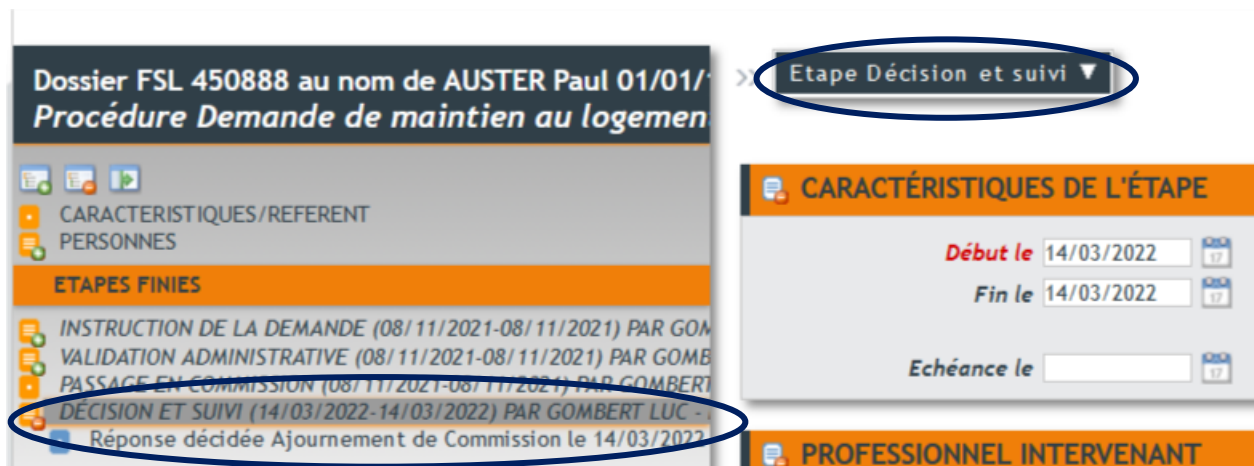 Dossier FSL 450888 au nom de AUSTER Paul 01/01/
Procédure Demande de maintien au logemen
CARACTERISTIQUES/REFERENT
PERSONNES
ETAPES FINIES
INSTRUCTION DE LA DEMANDE (08/11/2021-08/11/2021) PAR GOM
VALIDATION ADMINISTRATIVE (08/11/2021-08/11/2021) PAR GOMB
PASSAGE EN COMMISSION (08/11/2021-08/11/2021) PAR GOMBERT
DÉCISION ET SUIVI (14/03/2022-14/03/2022) PAR GOMBERT LUC -
Réponse décidée Ajournement de Commission le 14/03/2022
>> Etape Décision et suivi ▼
CARACTÉRISTIQUES DE L'ÉTAPE
Début le 14/03/2022
Fin le 14/03/2022
Echéance le
PROFESSIONNEL INTERVENANT